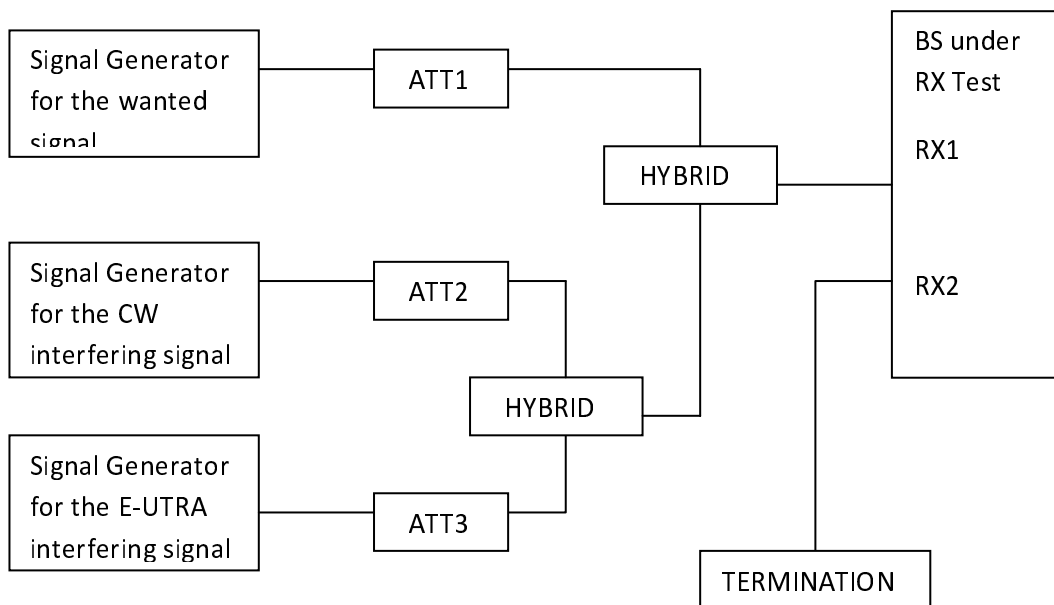 Signal Generator
for the wanted
signal
ATT1
HYBRID
BS under
RX Test
RX1
RX2
Signal Generator
for the CW
interfering signal
ATT2
HYBRID
Signal Generator
for the E-UTRA
interfering signal
ATT3
TERMINATION